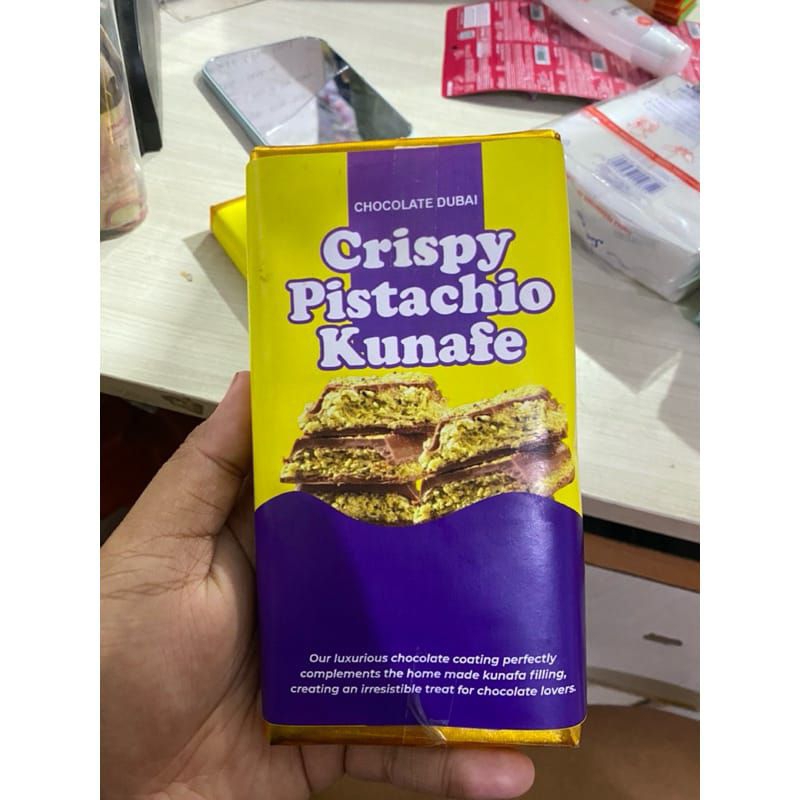 CHOCOLATE DUBAI
Crispy
Pistachio
Kunafe
Our luxurious chocolate coating perfectly
complements the home made kunafa filling,
creating an irresistible treat for chocolate lovers.